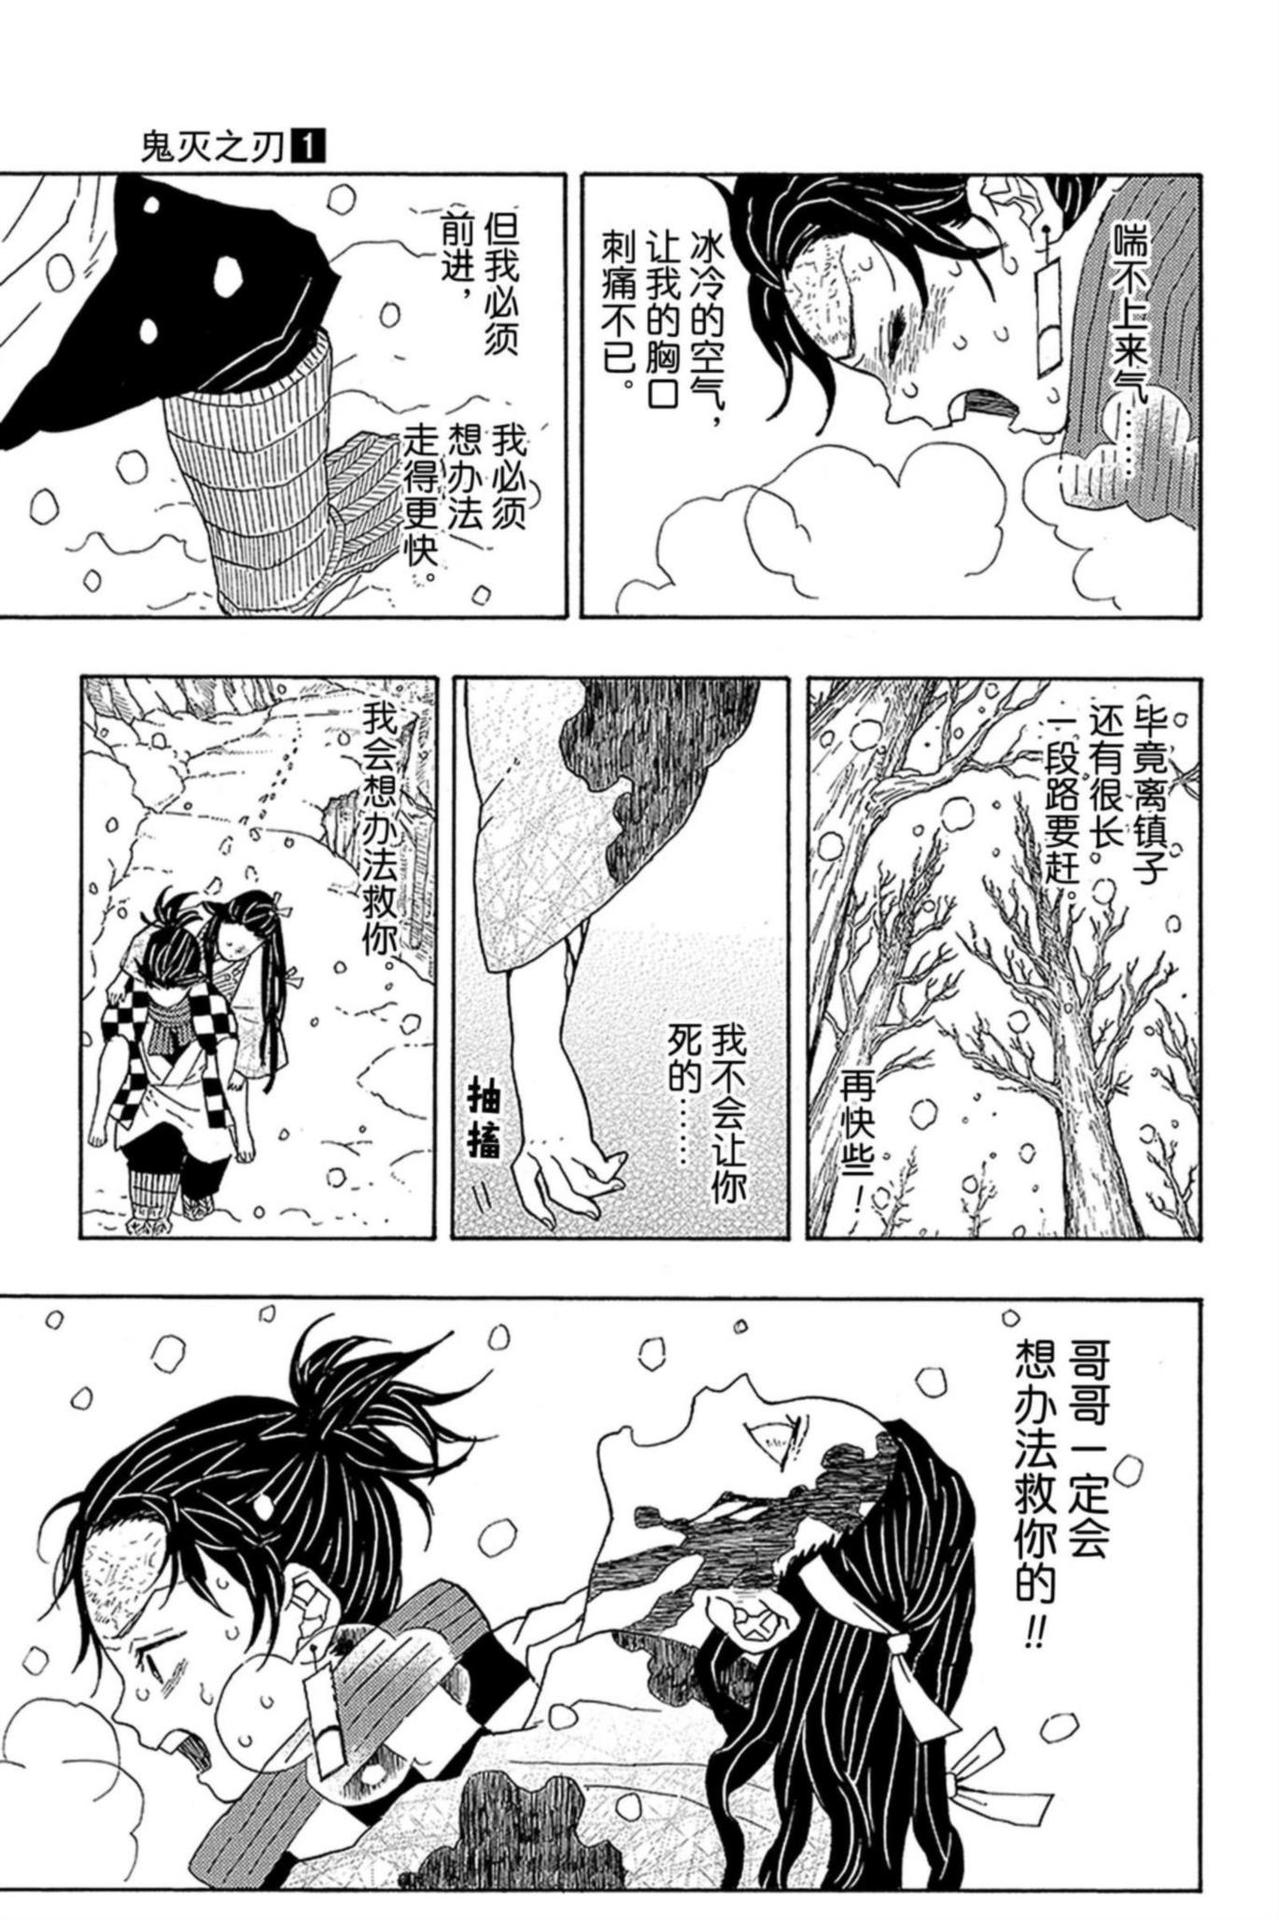 鬼灭之刃1
喘不上来气……
冰冷的空气，
让我的胸口
刺痛不已。
但我必须
前进，
我必须
想办法
走得更快。
毕竟离镇子
还有很长
一段路要赶。
再快些！
我不会让你
死的……
抽搐
我会想办法救你。
哥哥一定会
想办法救你的!!